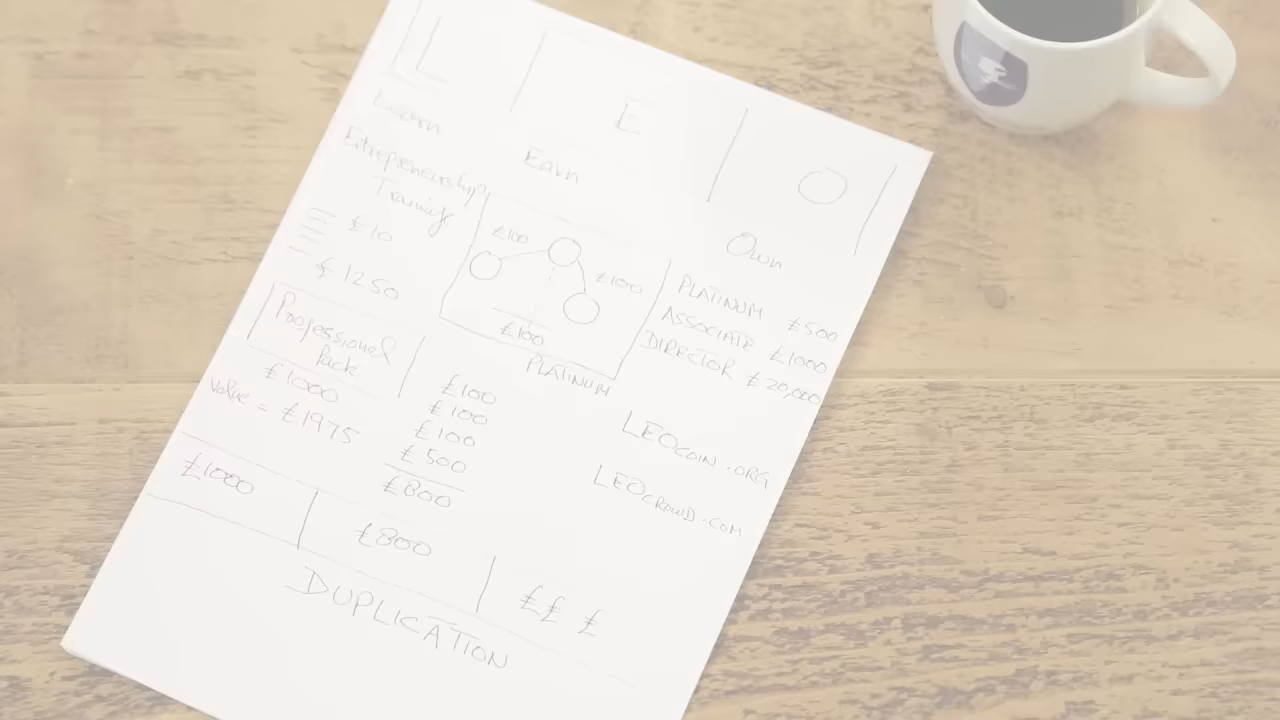 L E O
Learn Earn Own
Entrepreneurship
Training
£10
£1250
Professional
Pack
£1000
Value = £1975
£100
£100
£100
PLATINUM
£100
£100
£100
£500
£800
PLATINUM £500
ASSOCIATE £1000
DIRECTOR £20,000
LEOCOIN.ORG
LEOCROWD.COM
£1000 £800 £££
DUPLICATION